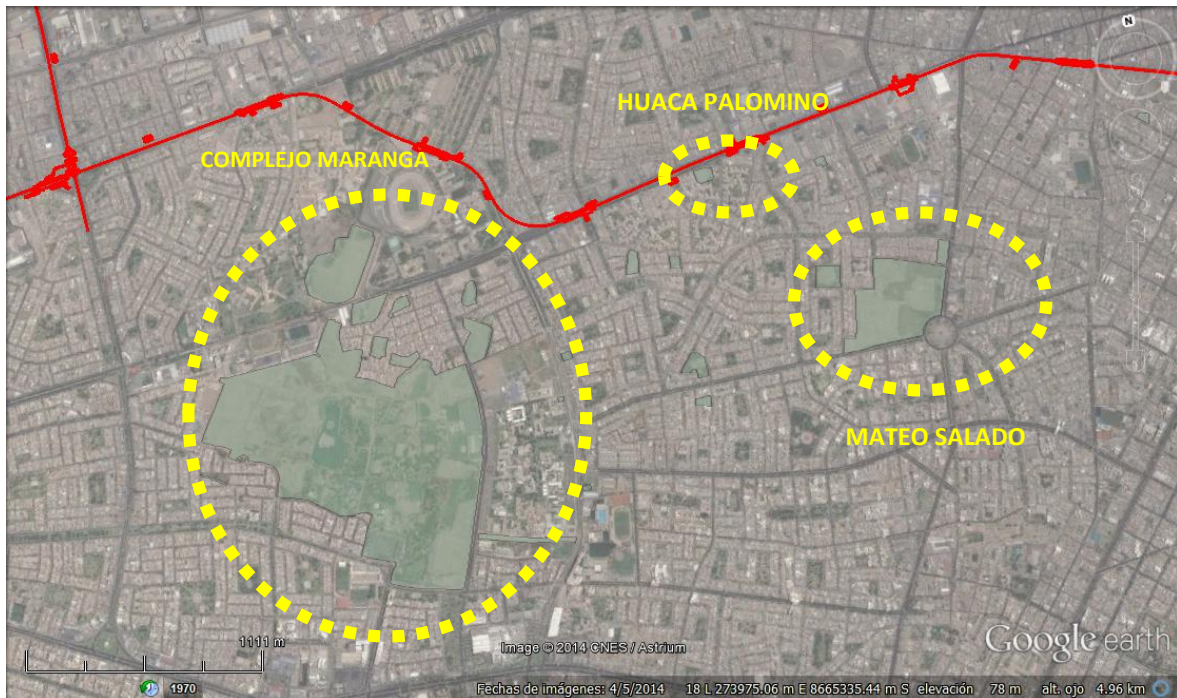 N
HUACA PALOMINO
COMPLEJO MARANGA
MATEO SALADO
1111 m
Image © 2014 CNES / Astrium
Google earth
1970
Fechas de imágenes: 4/5/2014 18 L 273975.06 m E 8665335.44 m S elevación 78 m alt. ojo 4.96 km